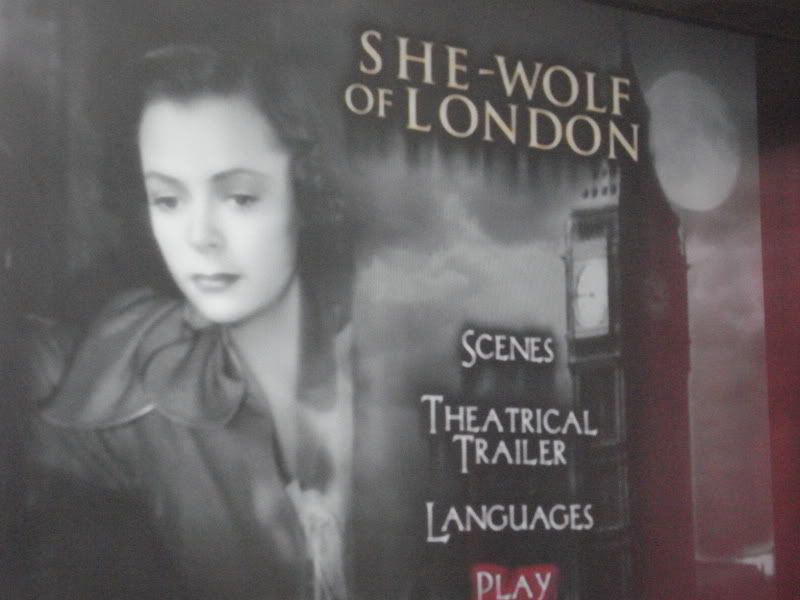 SHE-WOLF
OF LONDON
SCENES
THEATRICAL
TRAILER
LANGUAGES
PLAY